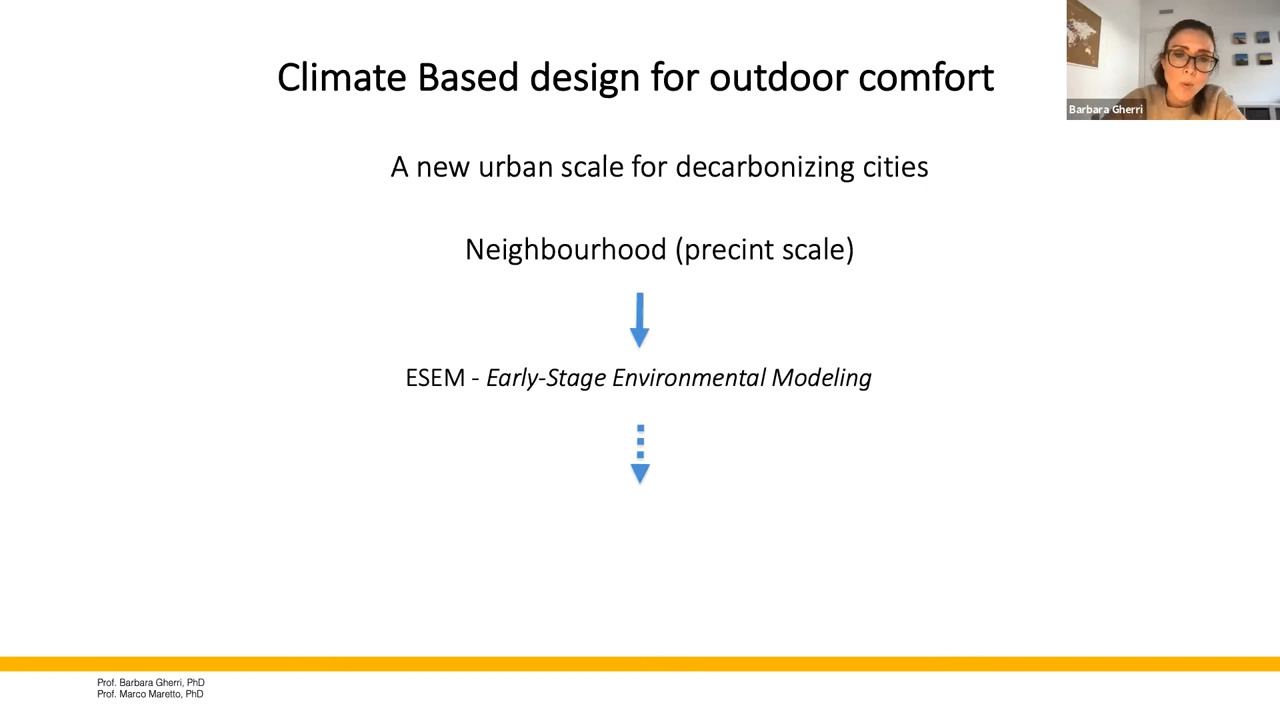 Climate Based design for outdoor comfort
Barbara Gherri
A new urban scale for decarbonizing cities
Neighbourhood (precint scale)
ESEM - Early-Stage Environmental Modeling
Prof. Barbara Gherri, PhD
Prof. Marco Maretto, PhD